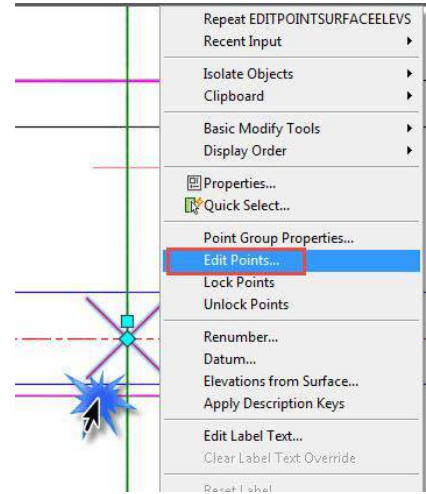 Repeat EDITPOINTSURFACEELEVS
Recent Input
Isolate Objects
Clipboard
Basic Modify Tools
Display Order
Properties...
Quick Select...
Point Group Properties...
Edit Points...
Lock Points
Unlock Points
Renumber...
Datum...
Elevations from Surface...
Apply Description Keys
Edit Label Text...
Clear Label Text Override
Reset Label